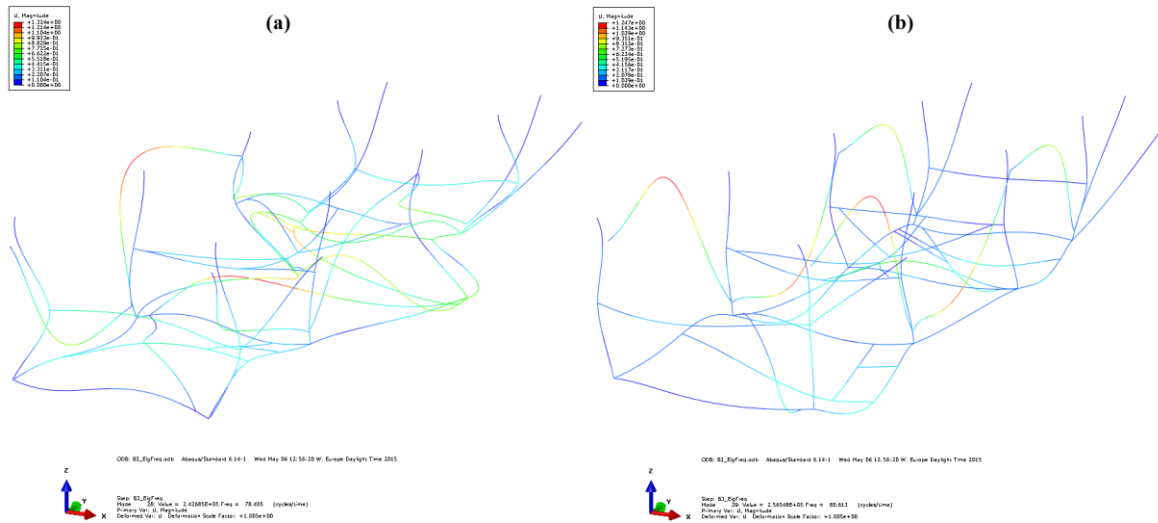 (a)
U, Magnitude
+1.324e+00
+1.214e+00
+1.104e+00
+9.933e-01
+8.829e-01
+7.725e-01
+6.622e-01
+5.518e-01
+4.415e-01
+3.311e-01
+2.207e-01
+1.104e-01
+0.000e+00
ODB: B3_EigFreq.odb Abaqus/Standard 6.14-1 Wed May 06 12:56:20 W. Europe Daylight Time 2015
Z
Y
X
Step: B3_EigFreq
Mode 28: Value = 2.42685E+05 Freq = 78.405 (cycles/time)
Primary Var: U, Magnitude
Deformed Var: U Deformation Scale Factor: +1.005e+00
(b)
U, Magnitude
+1.247e+00
+1.143e+00
+1.039e+00
+9.351e-01
+8.312e-01
+7.273e-01
+6.234e-01
+5.195e-01
+4.156e-01
+3.117e-01
+2.078e-01
+1.039e-01
+0.000e+00
ODB: B3_EigFreq.odb Abaqus/Standard 6.14-1 Wed May 06 12:56:20 W. Europe Daylight Time 2015
Z
Y
X
Step: B3_EigFreq
Mode 29: Value = 2.56548E+05 Freq = 80.613 (cycles/time)
Primary Var: U, Magnitude
Deformed Var: U Deformation Scale Factor: +1.005e+00